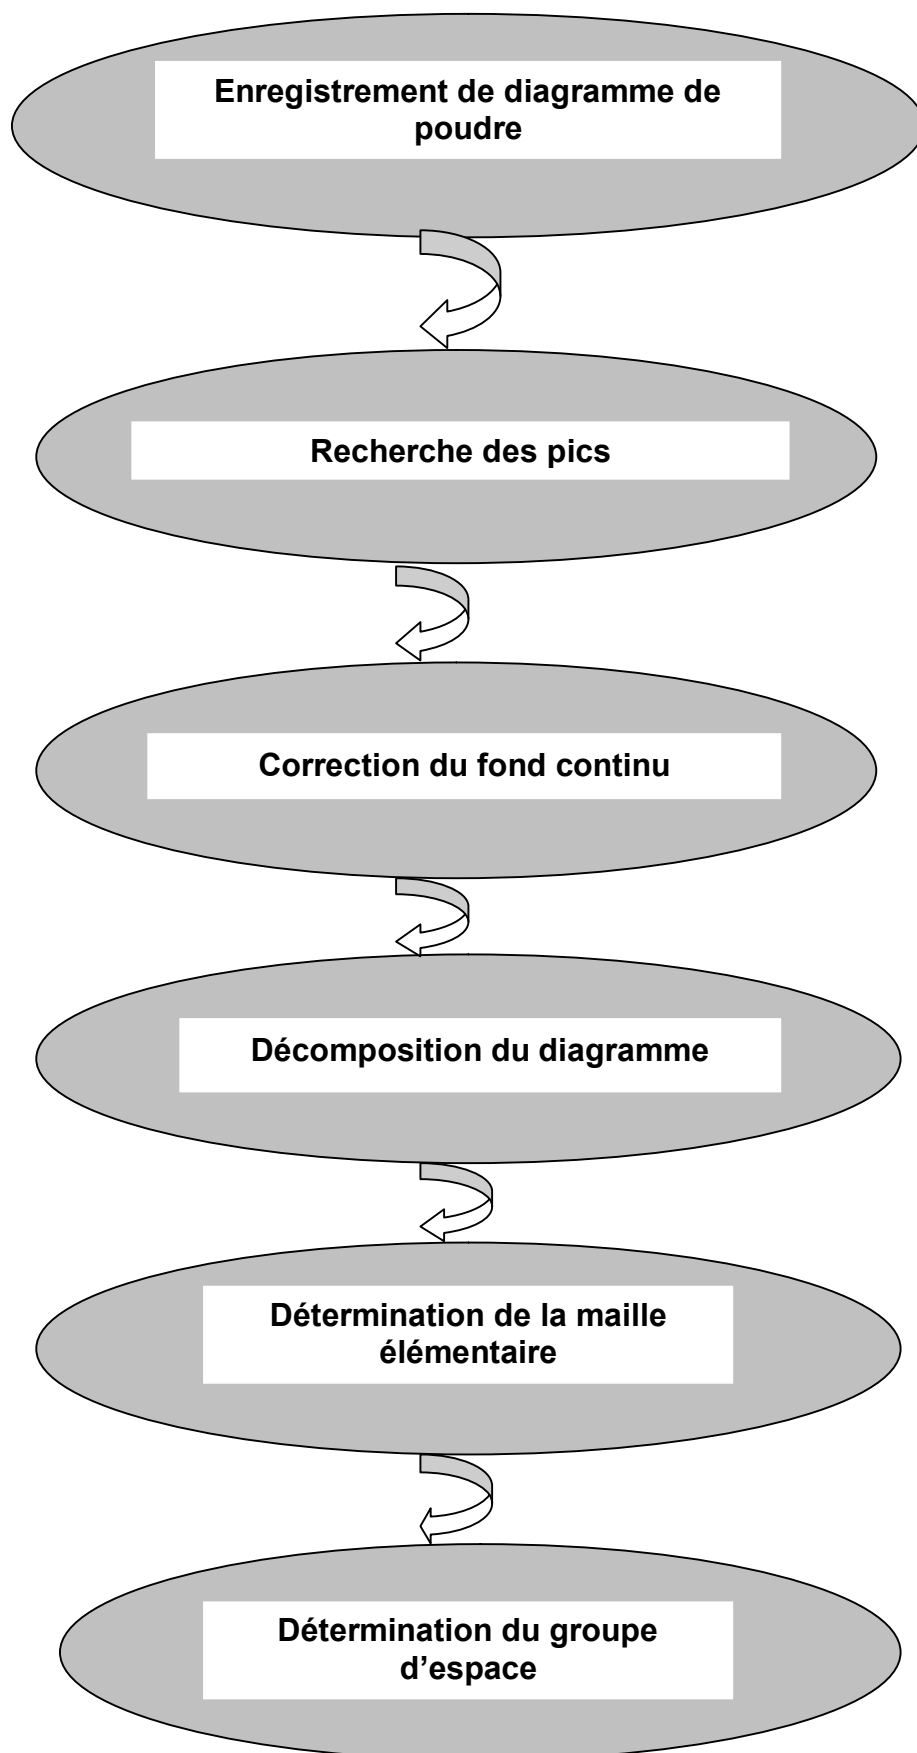 Enregistrement de diagramme de
poudre
Recherche des pics
Correction du fond continu
Décomposition du diagramme
Détermination de la maille
élémentaire
Détermination du groupe
d’espace